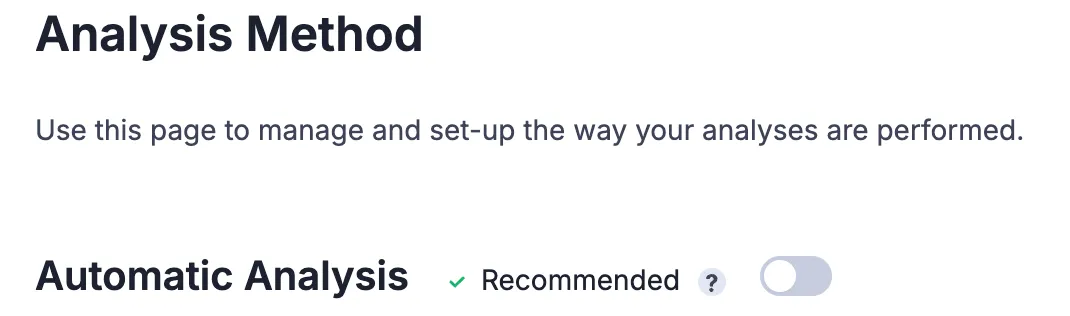 Analysis Method
Use this page to manage and set-up the way your analyses are performed.
Automatic Analysis ✓ Recommended ?